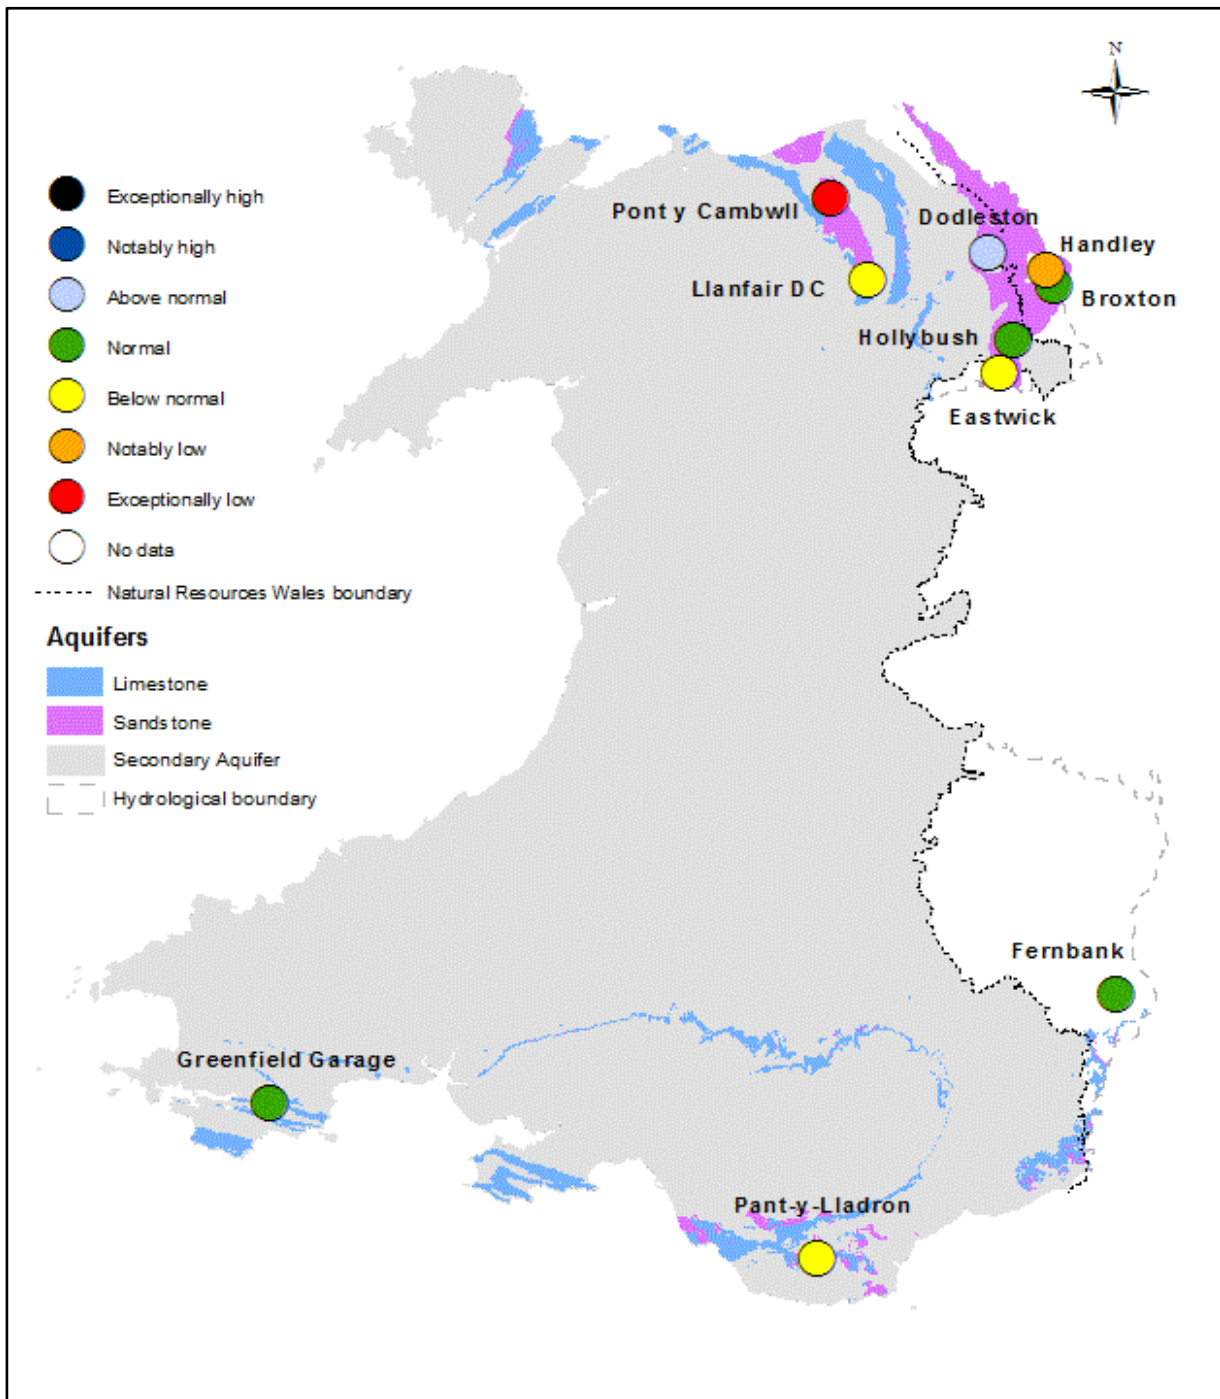 N
Exceptionally high
Notably high
Above normal
Normal
Below normal
Notably low
Exceptionally low
No data
Natural Resources Wales boundary
Aquifers
Limestone
Sandstone
Secondary Aquifer
Hydrological boundary
Pont y Cambwll
Dodleston
Handley
Llanfair DC
Broxton
Hollybush
Eastwick
Fernbank
Greenfield Garage
Pant-y-Lladron